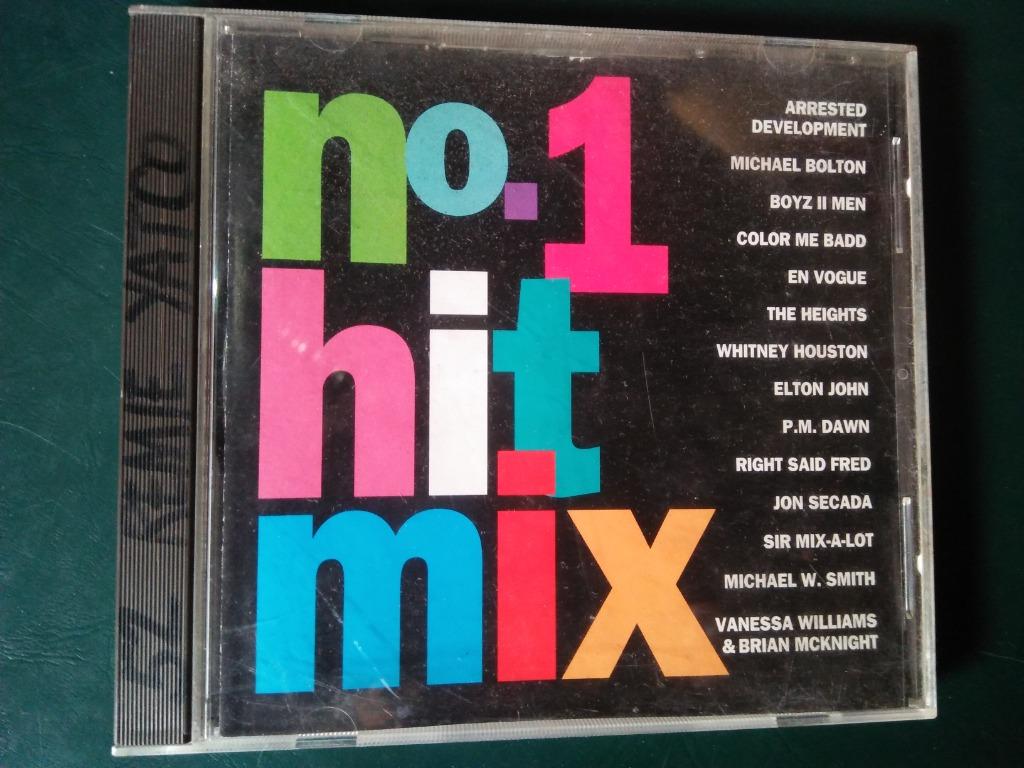 no.1
hit
mix
ARRESTED
DEVELOPMENT
MICHAEL BOLTON
BOYZ II MEN
COLOR ME BADD
EN VOGUE
THE HEIGHTS
WHITNEY HOUSTON
ELTON JOHN
P.M. DAWN
RIGHT SAID FRED
JON SECADA
SIR MIX-A-LOT
MICHAEL W. SMITH
VANESSA WILLIAMS
& BRIAN MCKNIGHT